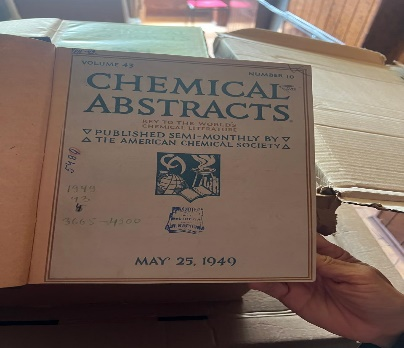 VOLUME 43
NUMBER 10
CHEMICAL
ABSTRACTS
KEY TO THE WORLD'S
CHEMICAL LITERATURE
PUBLISHED SEMI-MONTHLY BY
THE AMERICAN CHEMICAL SOCIETY
1949
MAY 25, 1949